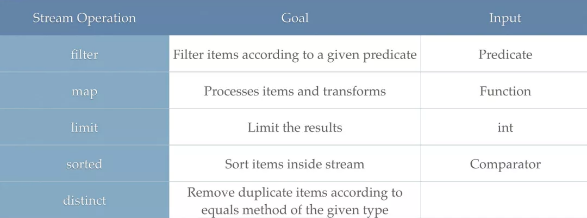 Stream Operation Goal Input
filter Filter items according to a given predicate Predicate
map Processes items and transforms Function
limit Limit the results int
sorted Sort items inside stream Comparator
distinct Remove duplicate items according to
equals method of the given type